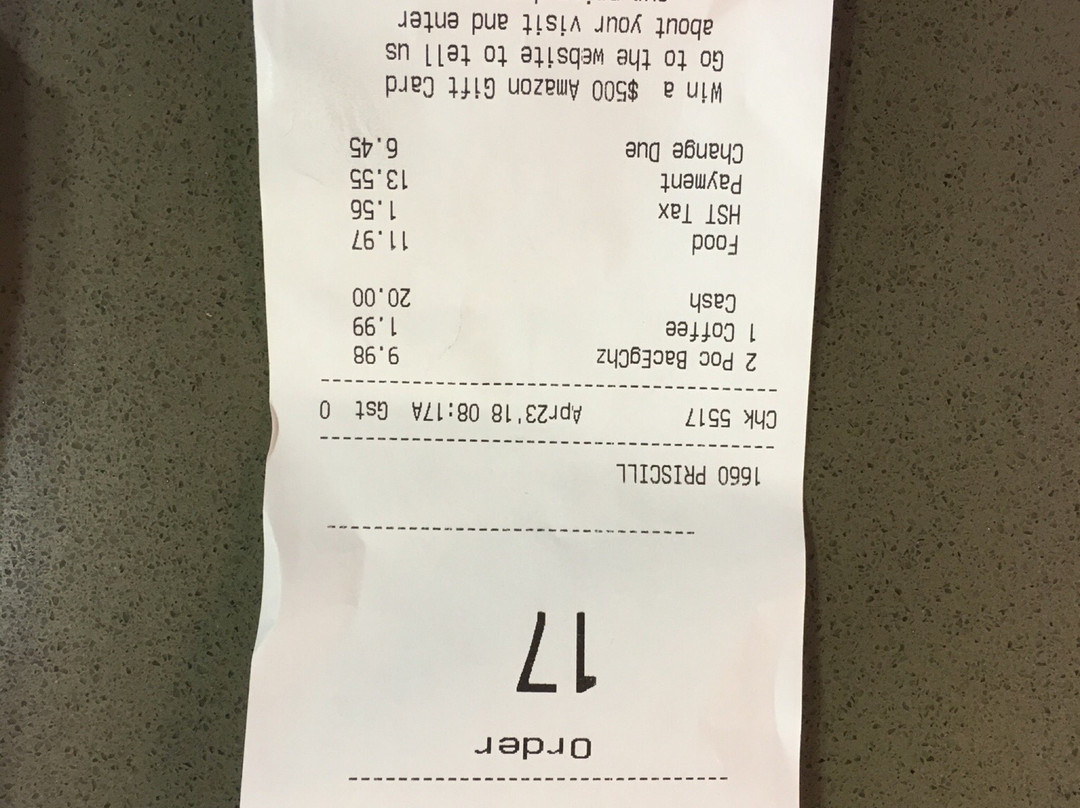 Order
17
1660 PRISCILL
Chk 5517 Apr23'18 08:17A Gst 0
2 Poc BacEgChz 9.98
1 Coffee 1.99
Cash 20.00
Food 11.97
HST Tax 1.56
Payment 13.55
Change Due 6.45
Win a $500 Amazon Gift Card
Go to the website to tell us
about your visit and enter